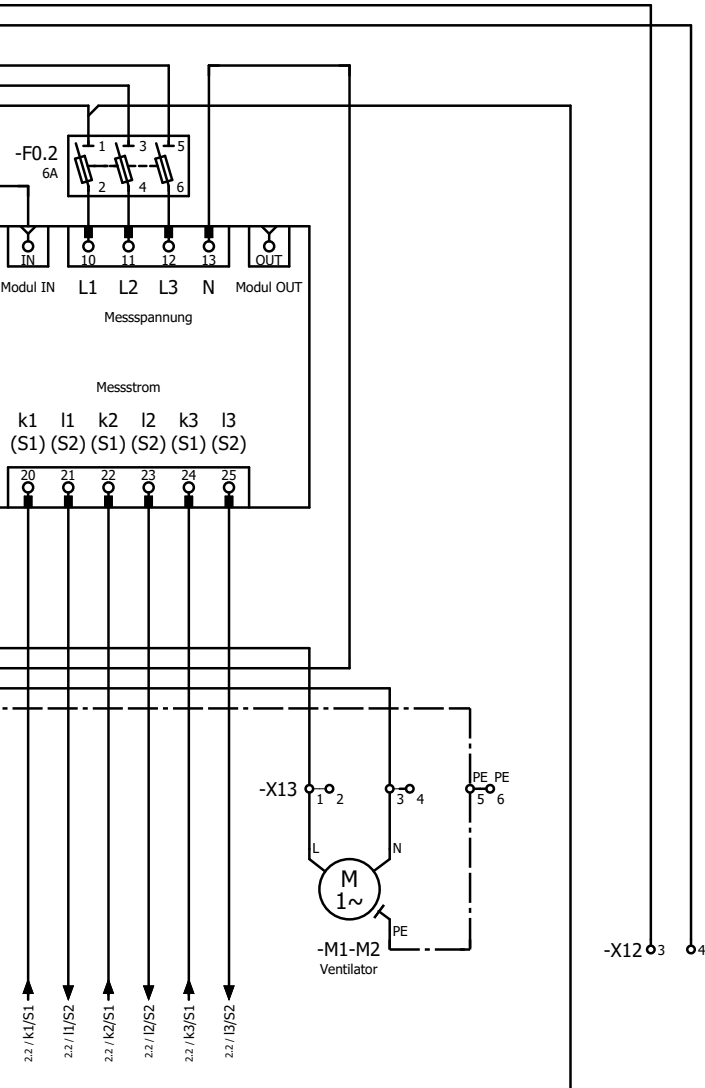 -F0.2
6A
1 3 5
2 4 6
IN 10 11 12 13 OUT
Modul IN L1 L2 L3 N Modul OUT
Messspannung
Messstrom
k1 l1 k2 l2 k3 l3
(S1) (S2) (S1) (S2) (S1) (S2)
20 21 22 23 24 25
-X13 1 2 3 4 PE 5 PE 6
L N
M
1~
PE
-M1-M2
Ventilator
-X12 3 4
2.2 / k1/S1
2.2 / l1/S2
2.2 / k2/S1
2.2 / l2/S2
2.2 / k3/S1
2.2 / l3/S2